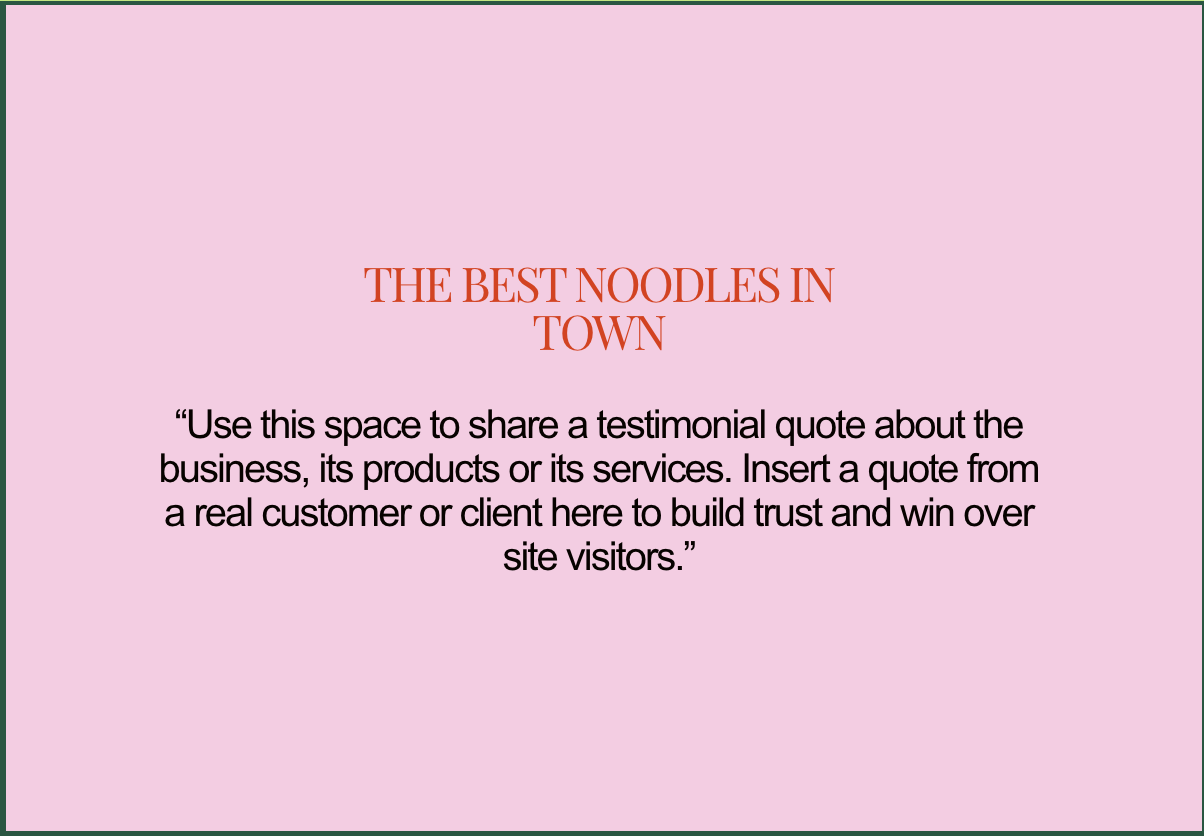 THE BEST NOODLES IN
TOWN
“Use this space to share a testimonial quote about the
business, its products or its services. Insert a quote from
a real customer or client here to build trust and win over
site visitors.”